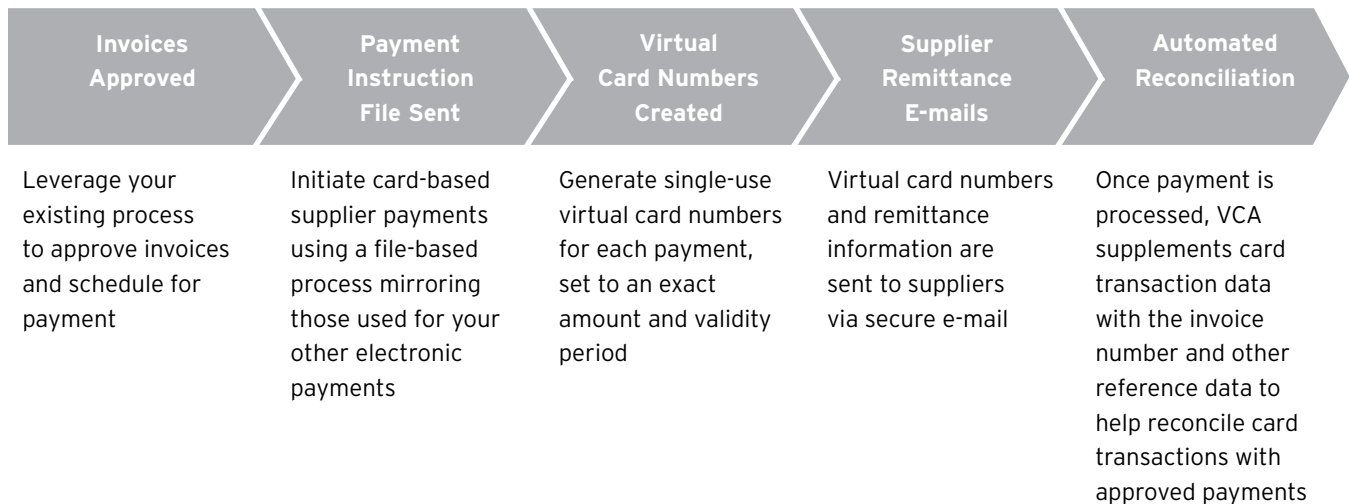 Invoices
Approved
Payment
Instruction
File Sent
Virtual
Card Numbers
Created
Supplier
Remittance
E-mails
Automated
Reconciliation
Leverage your
existing process
to approve invoices
and schedule for
payment
Initiate card-based
supplier payments
using a file-based
process mirroring
those used for your
other electronic
payments
Generate single-use
virtual card numbers
for each payment,
set to an exact
amount and validity
period
Virtual card numbers
and remittance
information are
sent to suppliers
via secure e-mail
Once payment is
processed, VCA
supplements card
transaction data
with the invoice
number and other
reference data to
help reconcile card
transactions with
approved payments